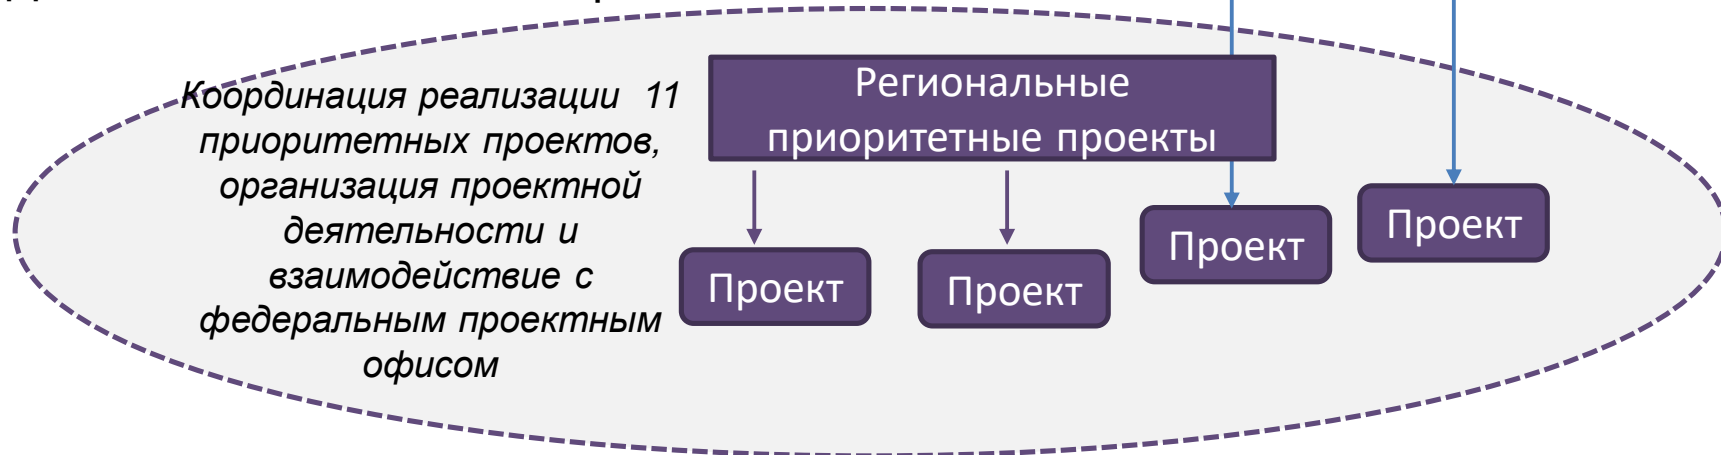 Координация реализации 11
приоритетных проектов,
организация проектной
деятельности и
взаимодействие с
федеральным проектным
офисом
Региональные
приоритетные проекты
Проект
Проект
Проект
Проект